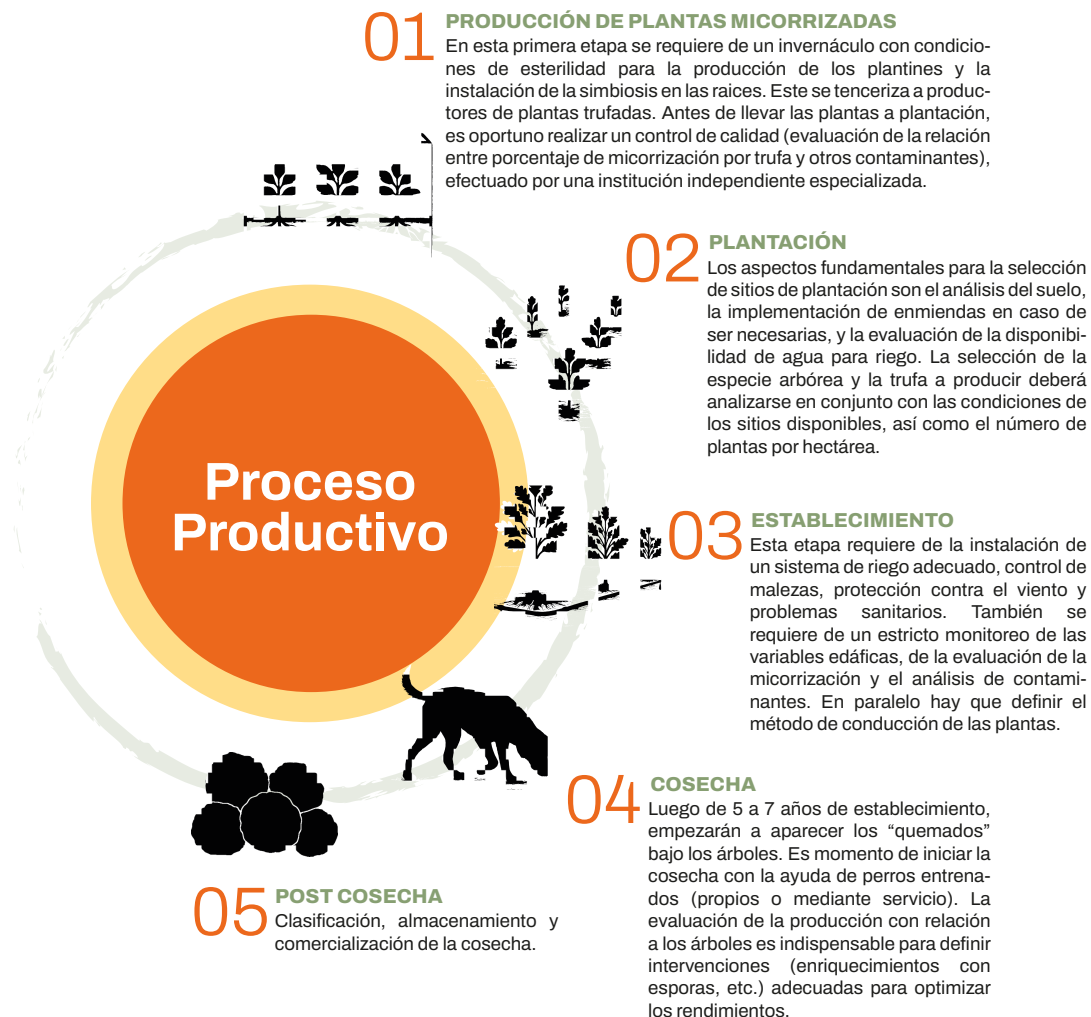 01
PRODUCCIÓN DE PLANTAS MICORRIZADAS
En esta primera etapa se requiere de un invernáculo con condicio-
nes de esterilidad para la producción de los plantines y la
instalación de la simbiosis en las raices. Este se tenceriza a produc-
tores de plantas trufadas. Antes de llevar las plantas a plantación,
es oportuno realizar un control de calidad (evaluación de la relación
entre porcentaje de micorrización por trufa y otros contaminantes),
efectuado por una institución independiente especializada.
02
PLANTACIÓN
Los aspectos fundamentales para la selección
de sitios de plantación son el análisis del suelo,
la implementación de enmiendas en caso de
ser necesarias, y la evaluación de la disponibi-
lidad de agua para riego. La selección de la
especie arbórea y la trufa a producir deberá
analizarse en conjunto con las condiciones de
los sitios disponibles, así como el número de
plantas por hectárea.
Proceso
Productivo
03
ESTABLECIMIENTO
Esta etapa requiere de la instalación de
un sistema de riego adecuado, control de
malezas, protección contra el viento y
problemas sanitarios. También se
requiere de un estricto monitoreo de las
variables edáficas, de la evaluación de la
micorrización y el análisis de contami-
nantes. En paralelo hay que definir el
método de conducción de las plantas.
04
COSECHA
Luego de 5 a 7 años de establecimiento,
empezarán a aparecer los “quemados”
bajo los árboles. Es momento de iniciar la
cosecha con la ayuda de perros entrena-
dos (propios o mediante servicio). La
evaluación de la producción con relación
a los árboles es indispensable para definir
intervenciones (enriquecimientos con
esporas, etc.) adecuadas para optimizar
los rendimientos.
05
POST COSECHA
Clasificación, almacenamiento y
comercialización de la cosecha.